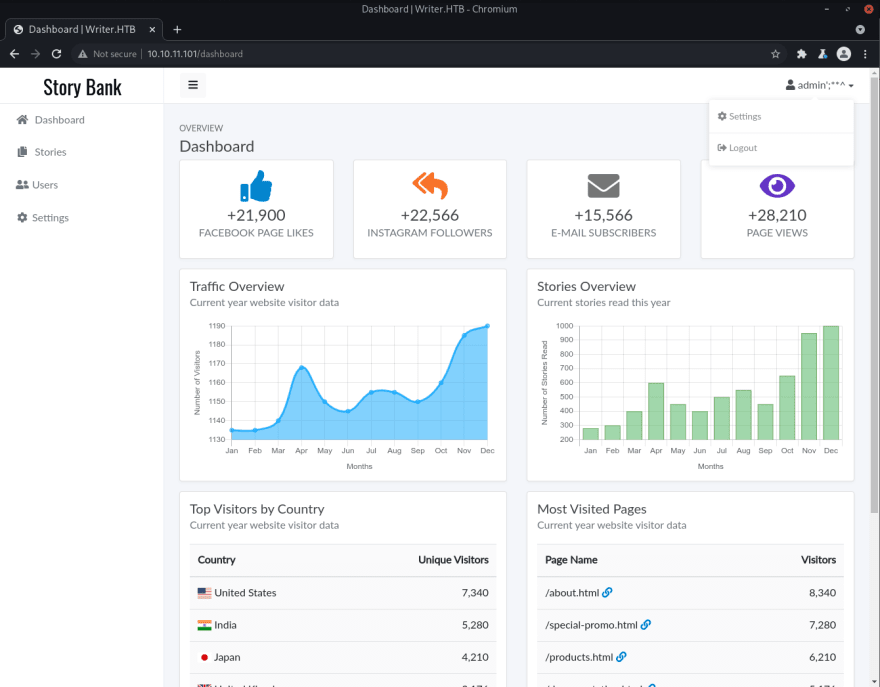 Dashboard | Writer.HTB - Chromium
Dashboard | Writer.HTB
Not secure | 10.10.11.101/dashboard
Story Bank
admin';**^
Settings
Logout
Dashboard
Stories
Users
Settings
OVERVIEW
Dashboard
+21,900
FACEBOOK PAGE LIKES
+22,566
INSTAGRAM FOLLOWERS
+15,566
E-MAIL SUBSCRIBERS
+28,210
PAGE VIEWS
Traffic Overview
Current year website visitor data
Number of Visitors
1190
1180
1170
1160
1150
1140
1130
Jan Feb Mar Apr May Jun Jul Aug Sep Oct Nov Dec
Months
Stories Overview
Current stories read this year
Number of Stories Read
1000
900
800
700
600
500
400
300
200
Jan Feb Mar Apr May Jun Jul Aug Sep Oct Nov Dec
Months
Top Visitors by Country
Current year website visitor data
Country Unique Visitors
United States 7,340
India 5,280
Japan 4,210
Most Visited Pages
Current year website visitor data
Page Name Visitors
/about.html 8,340
/special-promo.html 7,280
/products.html 6,210